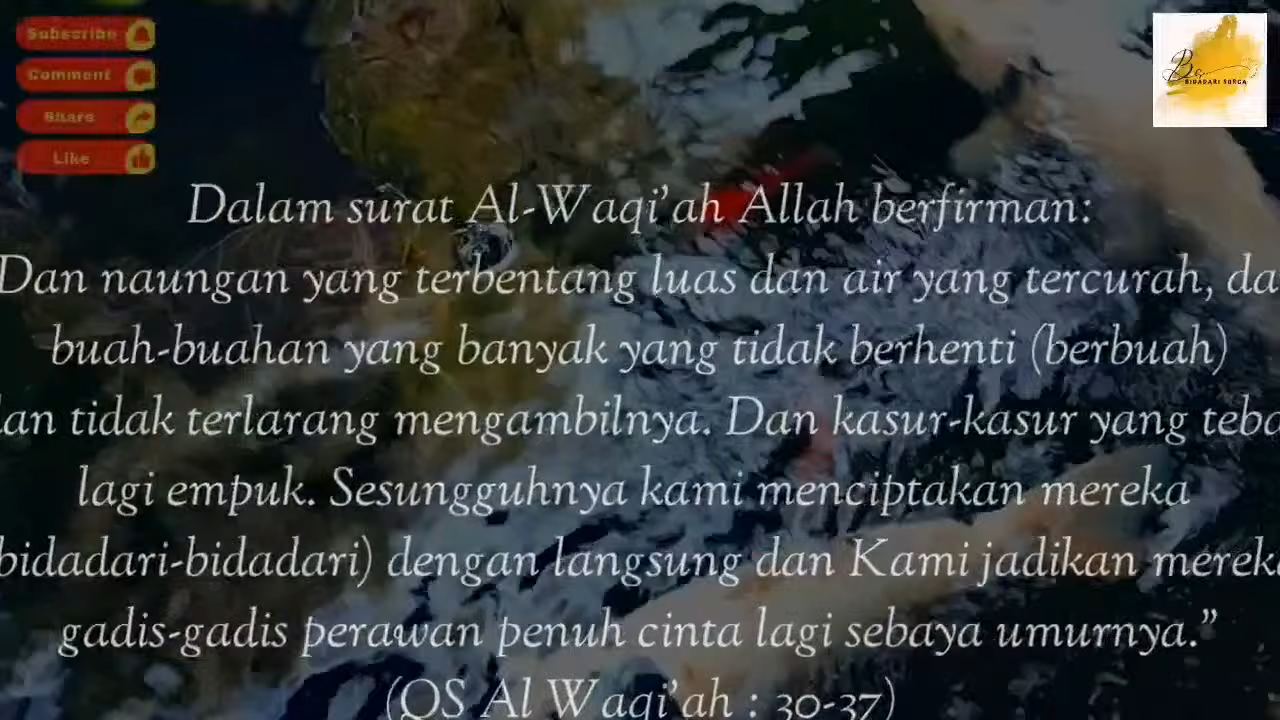 Subscribe
Comment
Share
Like
Bs
BIDADARI SURGA
Dalam surat Al-Waqi’ah Allah berfirman:
Dan naungan yang terbentang luas dan air yang tercurah, da
buah-buahan yang banyak yang tidak berhenti (berbuah)
an tidak terlarang mengambilnya. Dan kasur-kasur yang teba
lagi empuk. Sesungguhnya kami menciptakan mereka
bidadari-bidadari) dengan langsung dan Kami jadikan merek
gadis-gadis perawan penuh cinta lagi sebaya umurnya.”
(QS Al Waqi’ah : 30-37)